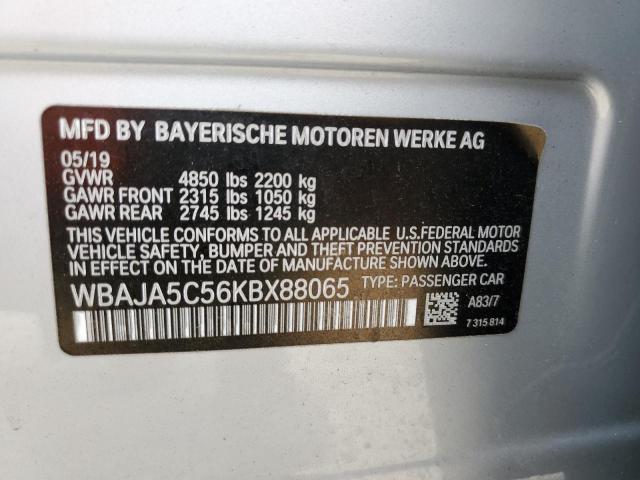 MFD BY BAYERISCHE MOTOREN WERKE AG
05/19
GVWR 4850 lbs 2200 kg
GAWR FRONT 2315 lbs 1050 kg
GAWR REAR 2745 lbs 1245 kg
THIS VEHICLE CONFORMS TO ALL APPLICABLE U.S.FEDERAL MOTOR
VEHICLE SAFETY, BUMPER AND THEFT PREVENTION STANDARDS
IN EFFECT ON THE DATE OF MANUFACTURE SHOWN ABOVE.
WBAJA5C56KBX88065 TYPE: PASSENGER CAR
A83/7
7 315 814